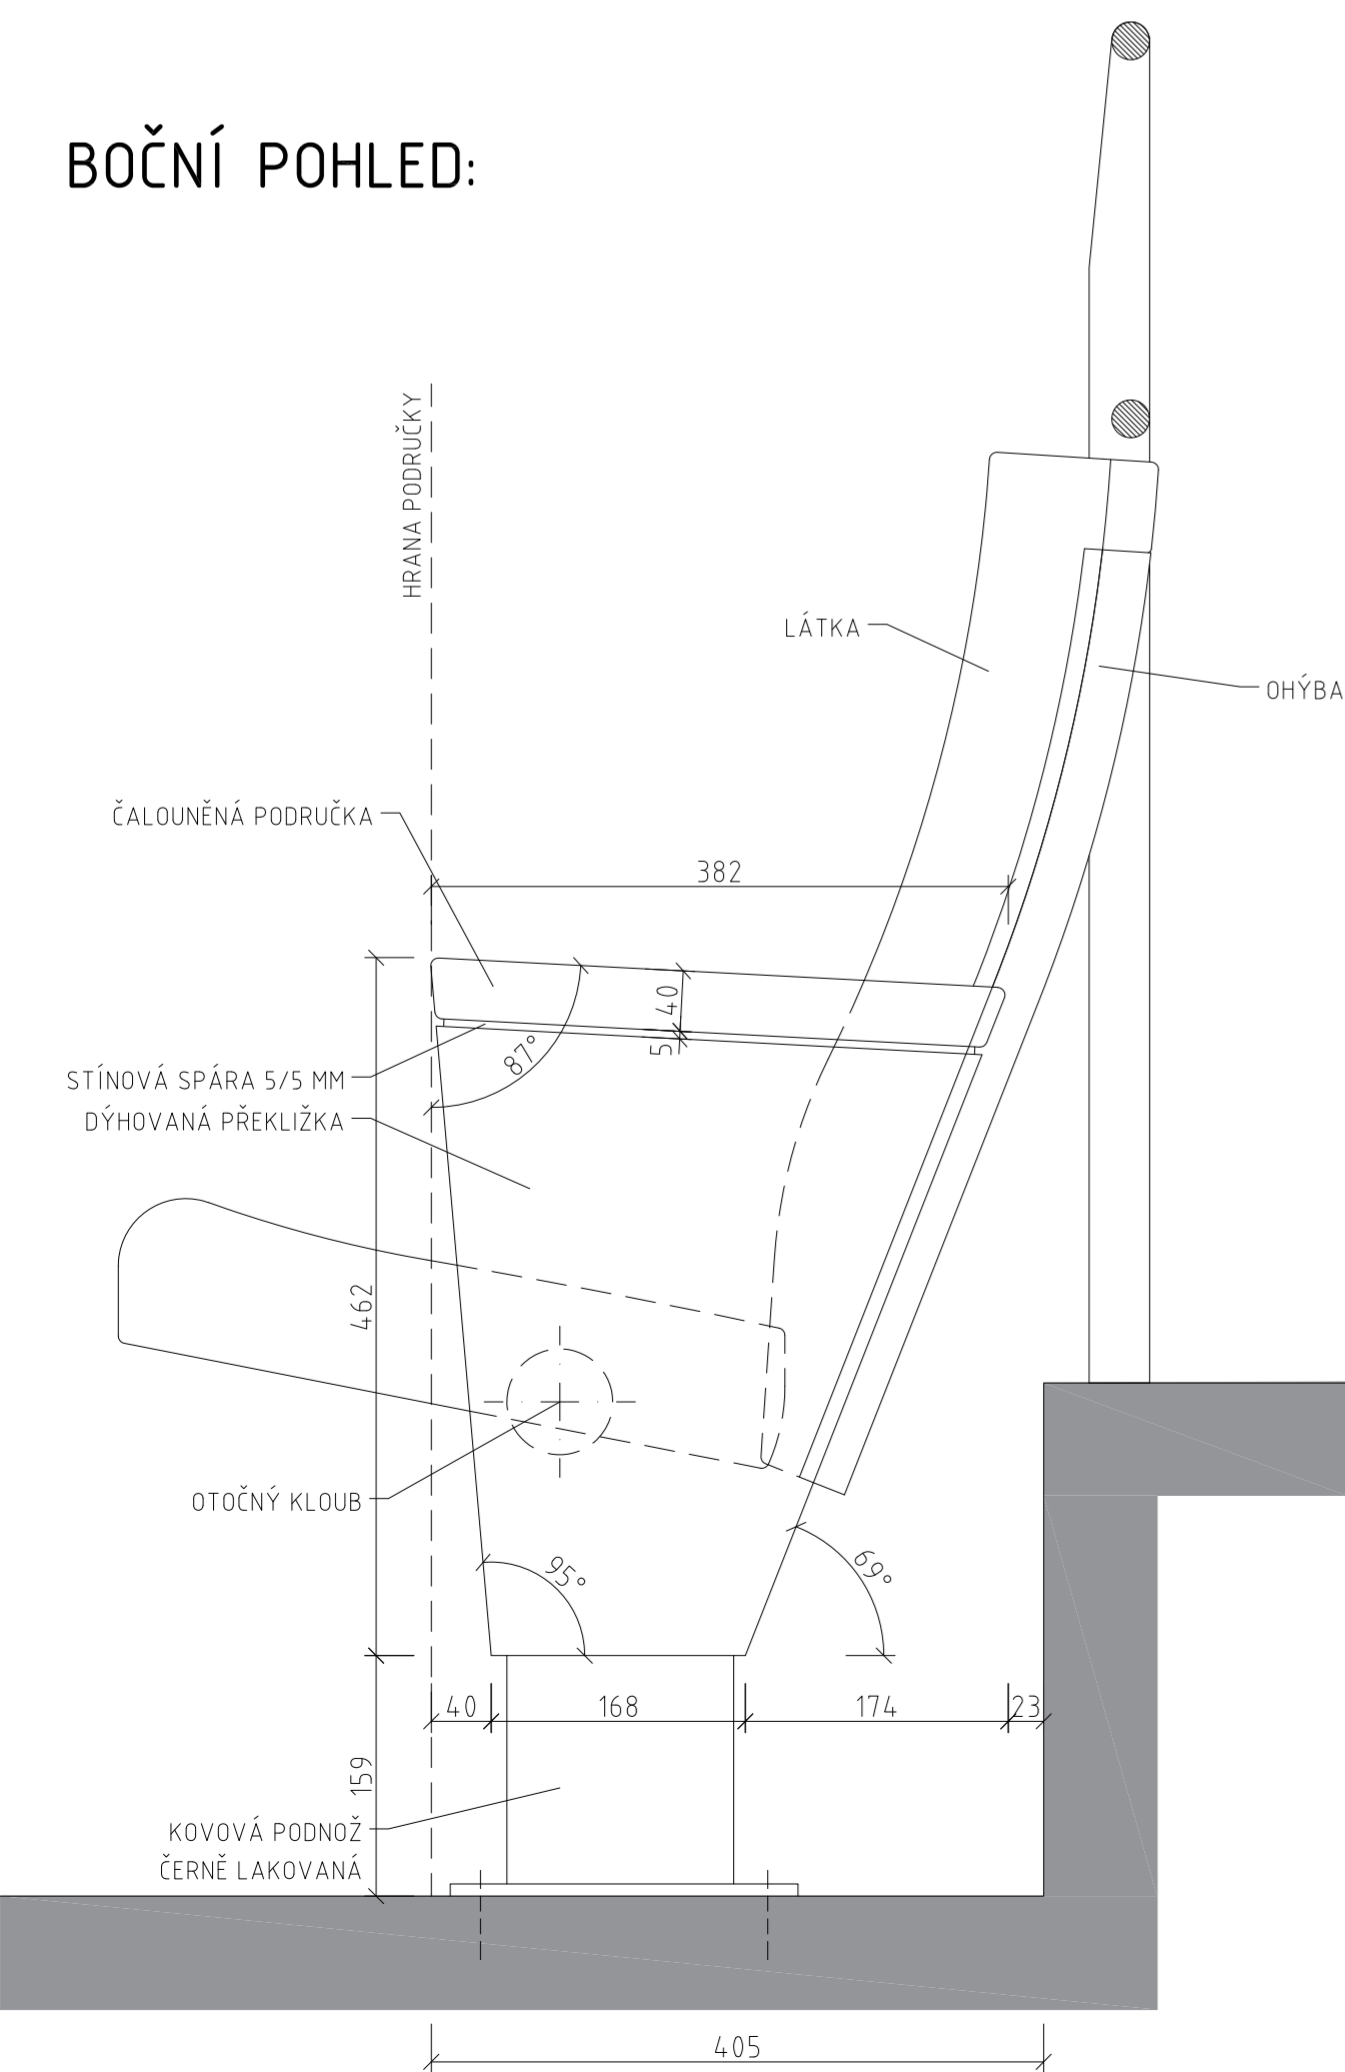 BOČNÍ POHLED:
HRANA PODRUČKY
LÁTKA
OHÝBA
ČALOUNĚNÁ PODRUČKA
382
40
5
87°
STÍNOVÁ SPÁRA 5/5 MM
DÝHOVANÁ PŘEKLIŽKA
462
OTOČNÝ KLOUB
95°
69°
40
168
174
23
159
KOVOVÁ PODNOŽ
ČERNĚ LAKOVANÁ
405